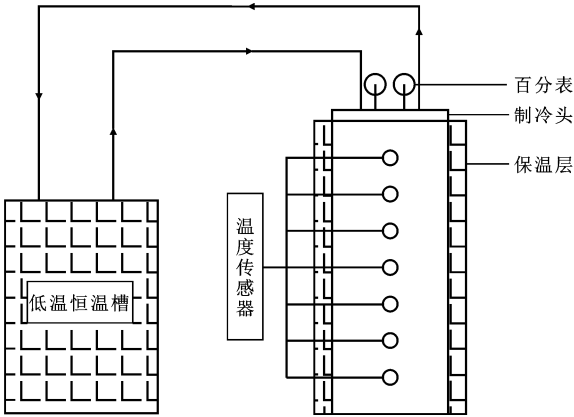 百分表
制冷头
保温层
温度传感器
低温恒温槽